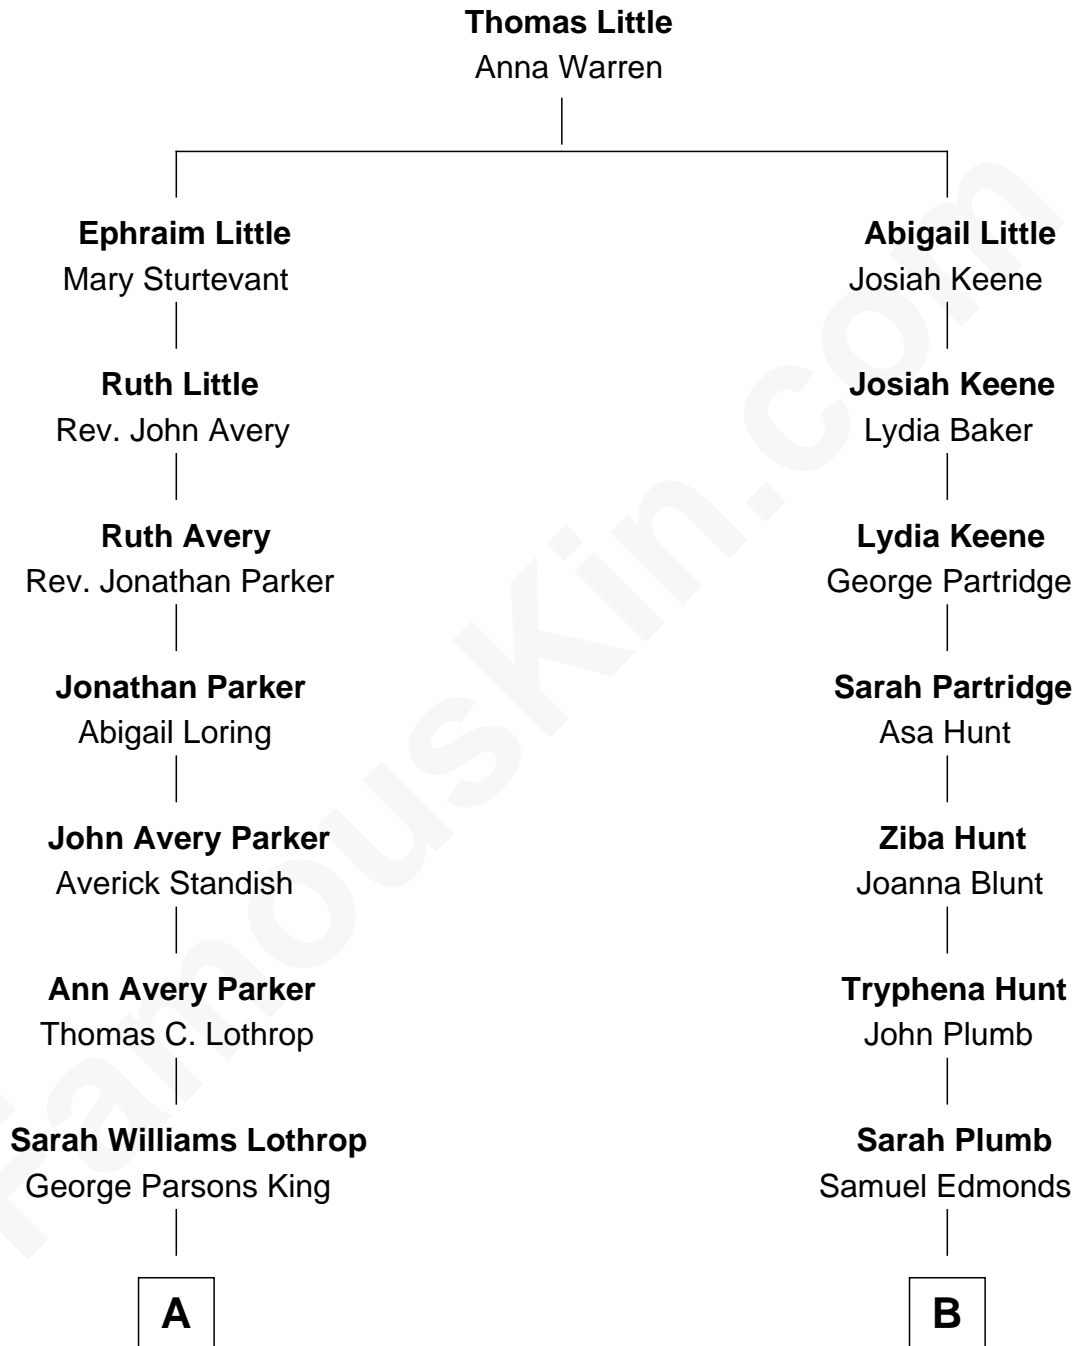 Thomas Little
Anna Warren
Ephraim Little
Mary Sturtevant
Abigail Little
Josiah Keene
Ruth Little
Rev. John Avery
Josiah Keene
Lydia Baker
Ruth Avery
Rev. Jonathan Parker
Lydia Keene
George Partridge
Jonathan Parker
Abigail Loring
Sarah Partridge
Asa Hunt
John Avery Parker
Averick Standish
Ziba Hunt
Joanna Blunt
Ann Avery Parker
Thomas C. Lothrop
Tryphena Hunt
John Plumb
Sarah Williams Lothrop
George Parsons King
Sarah Plumb
Samuel Edmonds
A
B
FamousKin.com